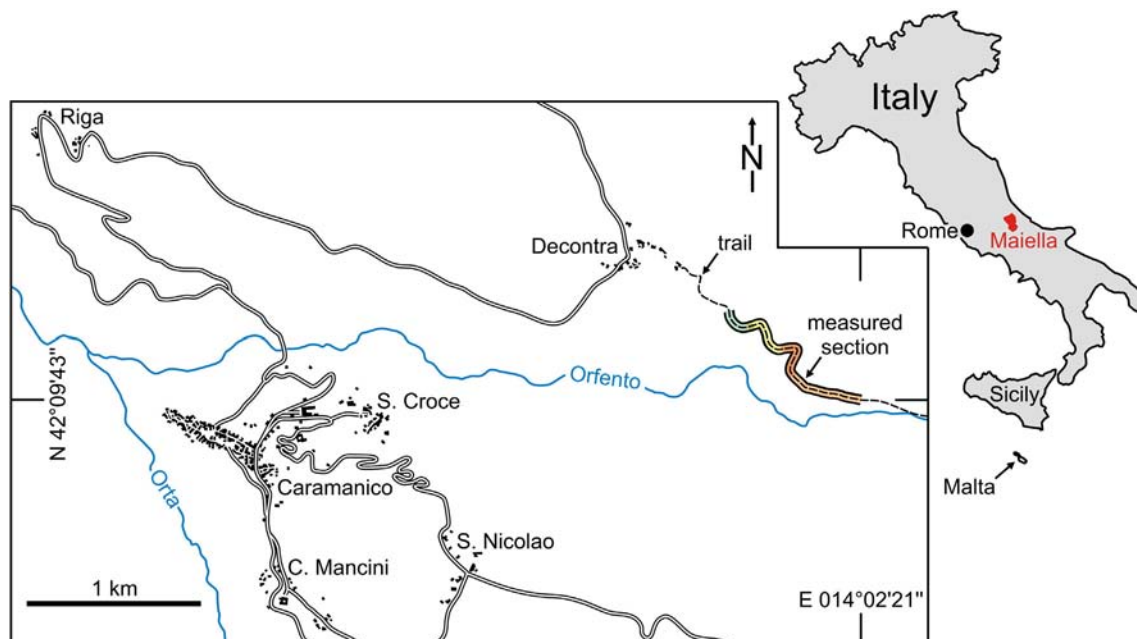 Riga
N
Italy
Decontra
trail
Rome
Maiella
measured
section
N 42°09'43"
Orfento
S. Croce
Sicily
Orta
Caramanico
Malta
S. Nicolao
C. Mancini
1 km
E 014°02'21"